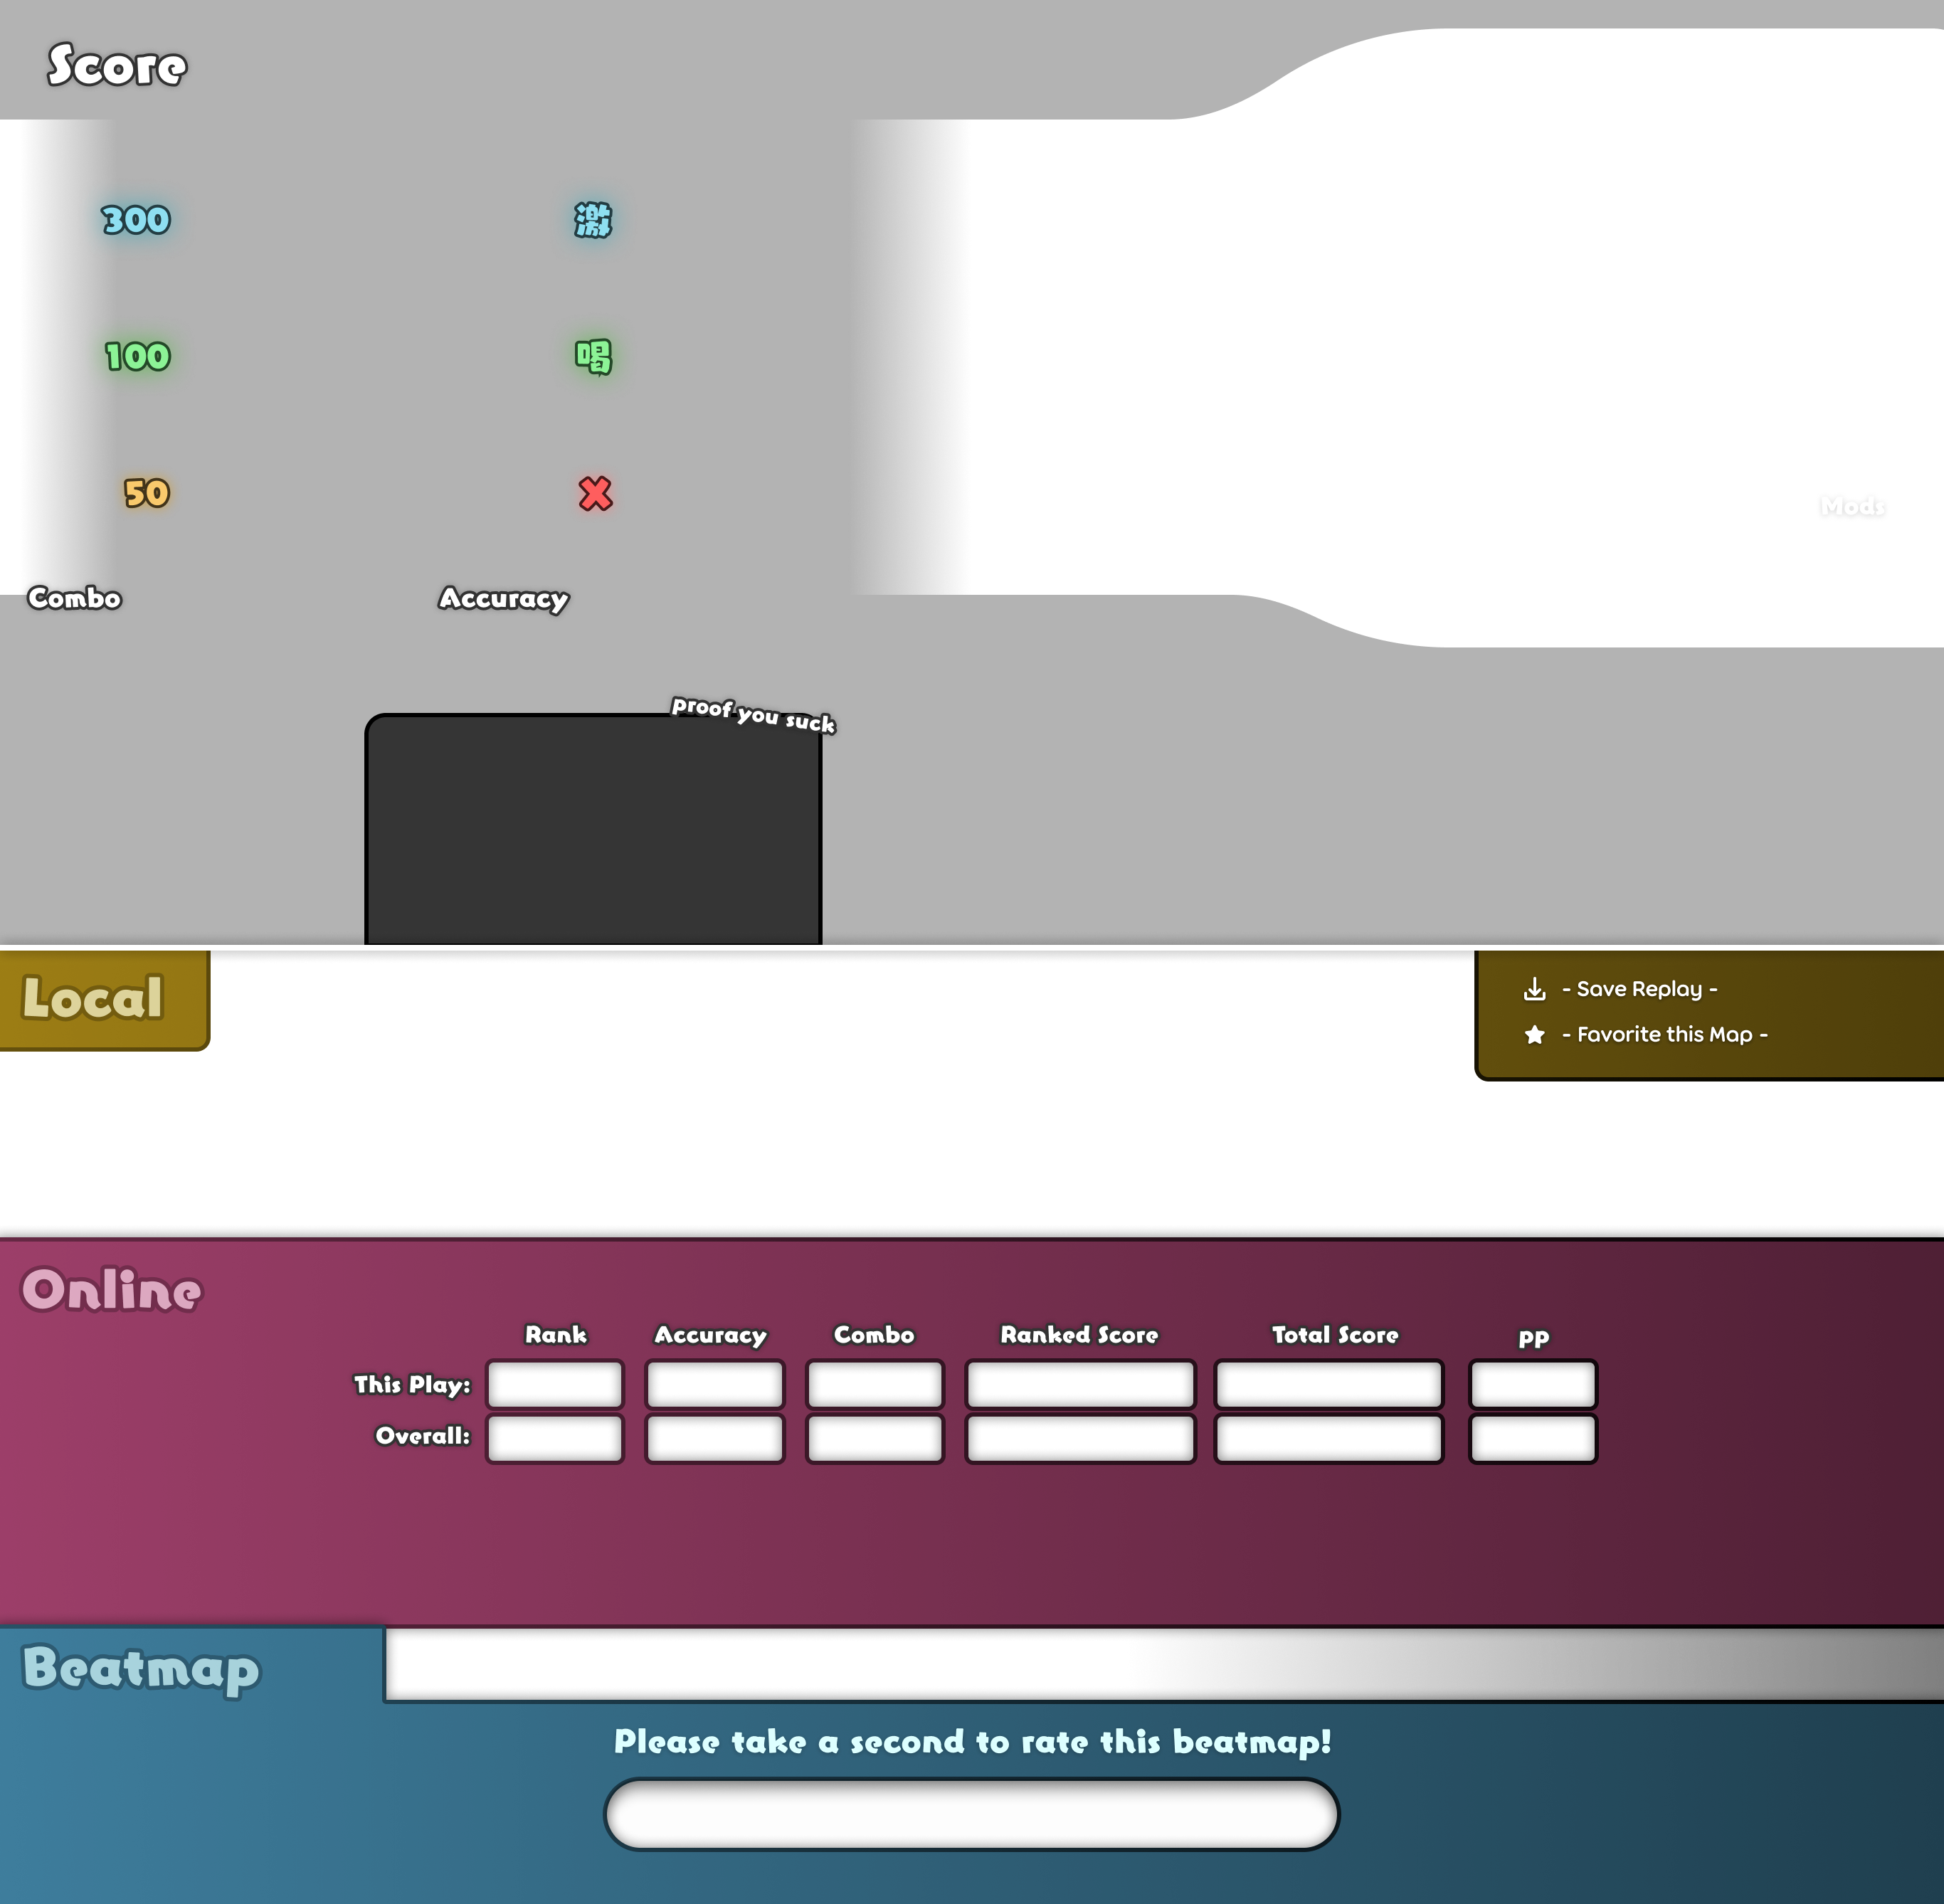 Score
300 激
100 喝
50 X
Mods
Combo Accuracy
proof you suck
Local
- Save Replay -
- Favorite this Map -
Online
Rank Accuracy Combo Ranked Score Total Score pp
This Play:
Overall:
Beatmap
Please take a second to rate this beatmap!